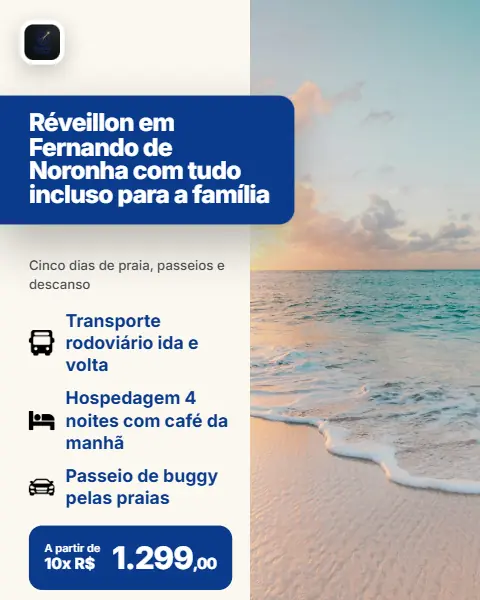 Réveillon em
Fernando de
Noronha com tudo
incluso para a família
Cinco dias de praia, passeios e
descanso
Transporte
rodoviário ida e
volta
Hospedagem 4
noites com café da
manhã
Passeio de buggy
pelas praias
A partir de
10x R$ 1.299,00